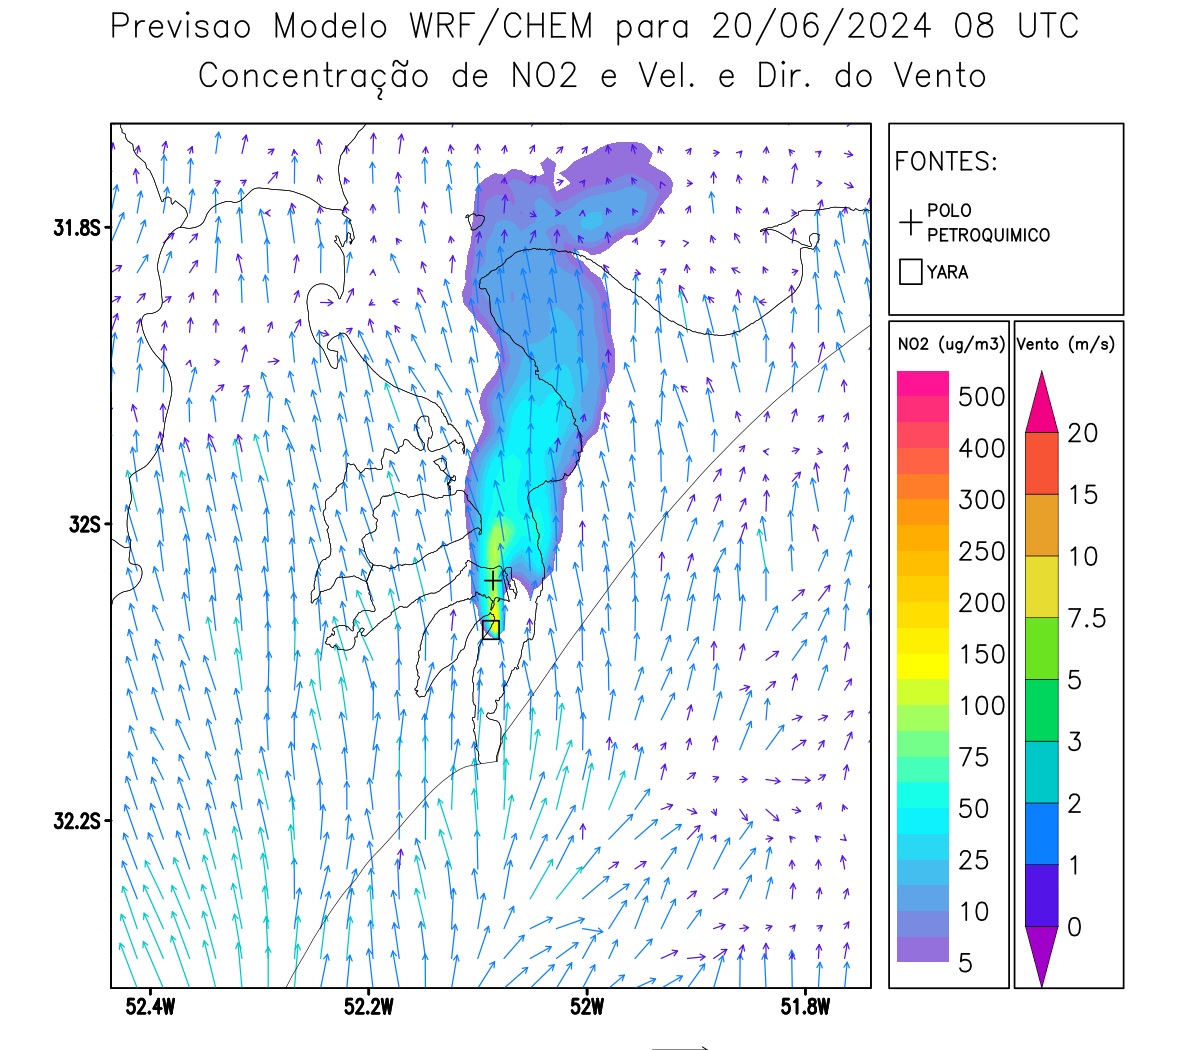 Previsao Modelo WRF/CHEM para 20/06/2024 08 UTC
Concentração de NO2 e Vel. e Dir. do Vento
FONTES:
POLO
PETROQUIMICO
YARA
NO2 (ug/m3)
500
400
300
250
200
150
100
75
50
25
10
5
Vento (m/s)
20
15
10
7.5
5
3
2
1
0
31.8S
32S
32.2S
52.4W
52.2W
52W
51.8W